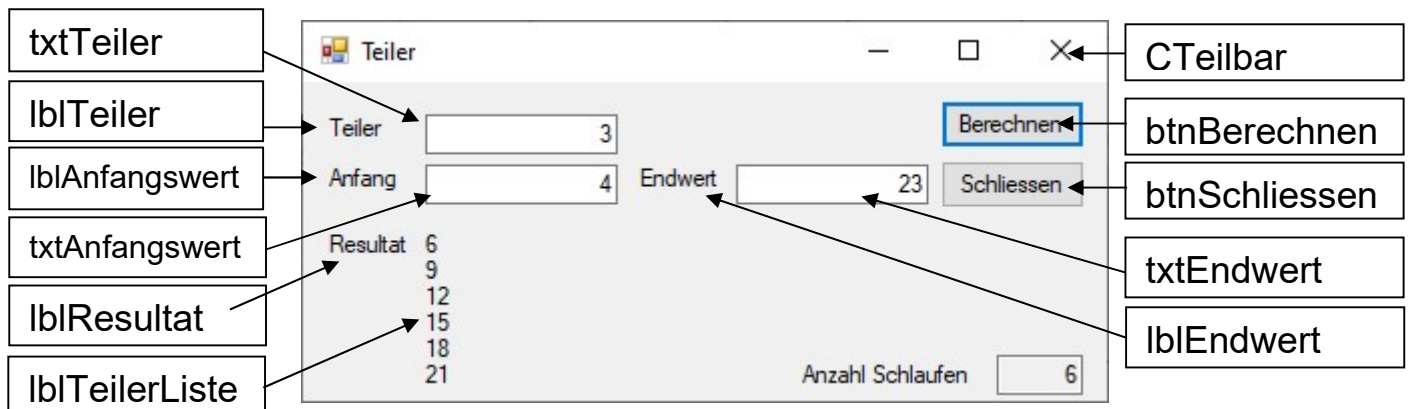 txtTeiler
lblTeiler
lblAnfangswert
txtAnfangswert
lblResultat
lblTeilerListe
Teiler
Teiler 3
Anfang 4 Endwert 23
Resultat 6
9
12
15
18
21
Berechnen
Schliessen
Anzahl Schlaufen 6
CTeilbar
btnBerechnen
btnSchliessen
txtEndwert
lblEndwert